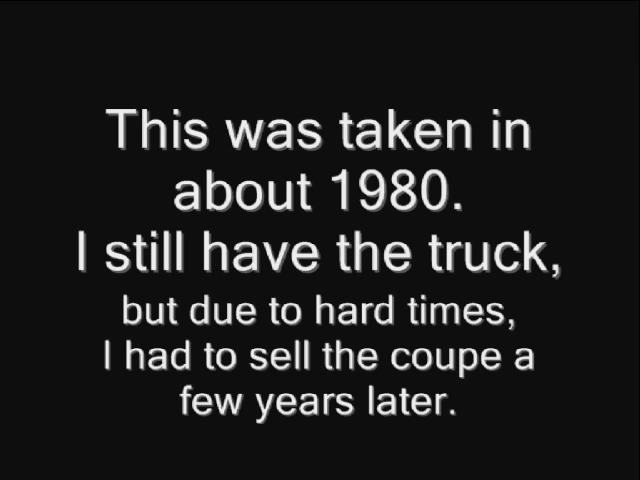 This was taken in
about 1980.
I still have the truck,
but due to hard times,
I had to sell the coupe a
few years later.